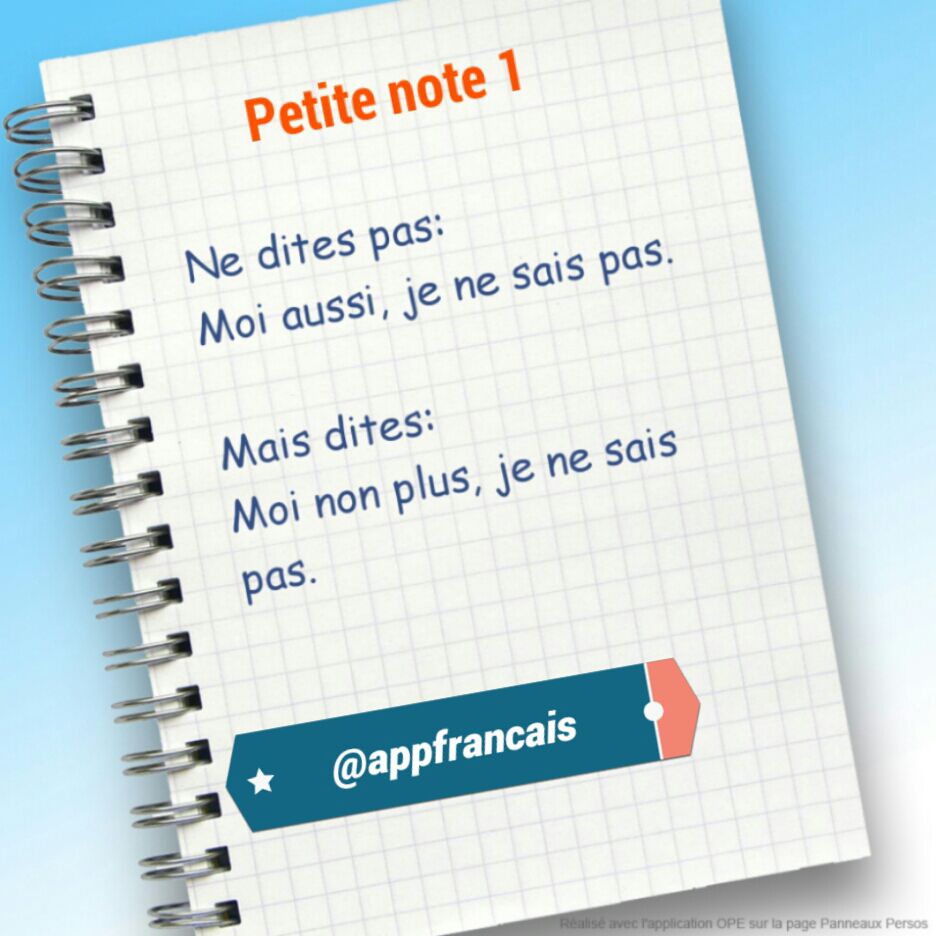 Petite note 1
Ne dites pas:
Moi aussi, je ne sais pas.
Mais dites:
Moi non plus, je ne sais
pas.
@appfrancais
Réalisé avec l'application OPE sur la page Panneaux Persos